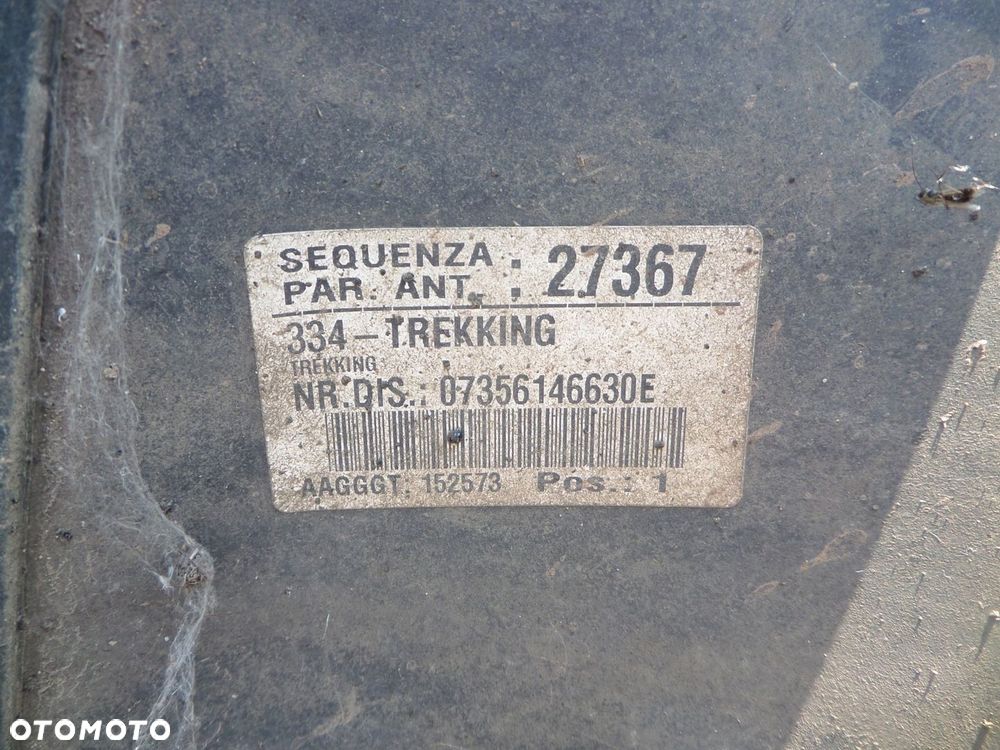 SEQUENZA
PAR. ANT. : 27367
334-TREKKING
TREKKING
NR.DIS.: 07356146630E
AAGGGT: 152573 Pos.: 1
OTOMOTO